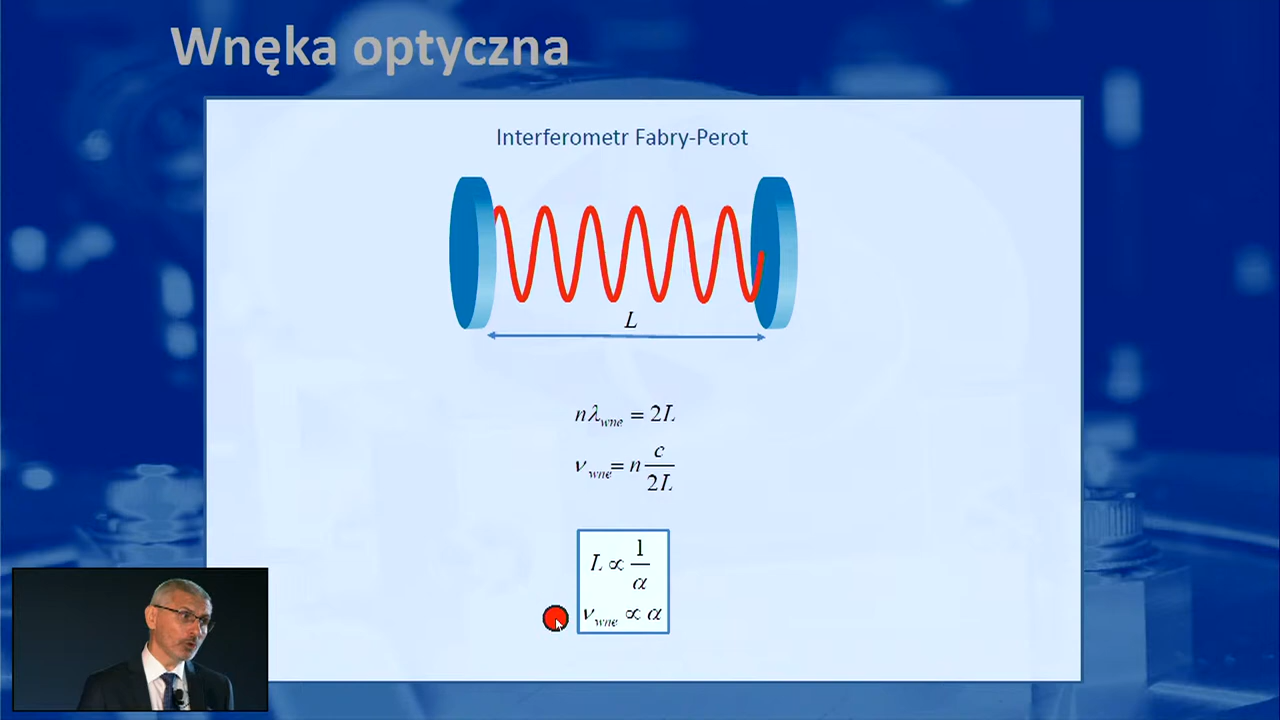 Wnęka optyczna
Interferometr Fabry-Perot
L
nλ_wne = 2L
ν_wne = n c/2L
L ∝ 1/α
ν_wne ∝ α